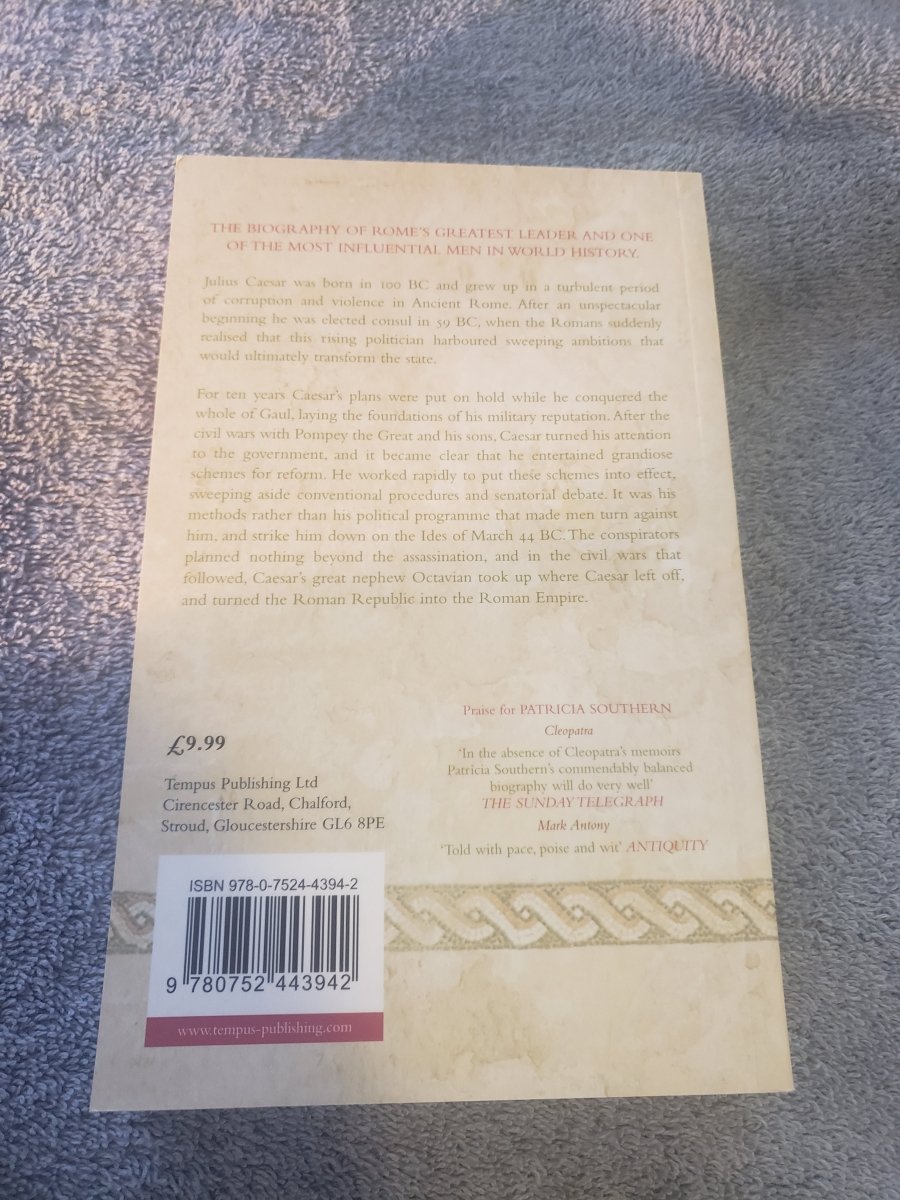 THE BIOGRAPHY OF ROME'S GREATEST LEADER AND ONE
OF THE MOST INFLUENTIAL MEN IN WORLD HISTORY.
Julius Caesar was born in 100 BC and grew up in a turbulent period
of corruption and violence in Ancient Rome. After an unspectacular
beginning he was elected consul in 59 BC, when the Romans suddenly
realised that this rising politician harboured sweeping ambitions that
would ultimately transform the state.
For ten years Caesar's plans were put on hold while he conquered the
whole of Gaul, laying the foundations of his military reputation. After the
civil wars with Pompey the Great and his sons, Caesar turned his attention
to the government, and it became clear that he entertained grandiose
schemes for reform. He worked rapidly to put these schemes into effect,
sweeping aside conventional procedures and senatorial debate. It was his
methods rather than his political programme that made men turn against
him, and strike him down on the Ides of March 44 BC. The conspirators
planned nothing beyond the assassination, and in the civil wars that
followed, Caesar's great nephew Octavian took up where Caesar left off,
and turned the Roman Republic into the Roman Empire.
Praise for PATRICIA SOUTHERN
Cleopatra
'In the absence of Cleopatra's memoirs
Patricia Southern's commendably balanced
biography will do very well'
THE SUNDAY TELEGRAPH
Mark Antony
'Told with pace, poise and wit' ANTIQUITY
£9.99
Tempus Publishing Ltd
Cirencester Road, Chalford,
Stroud, Gloucestershire GL6 8PE
ISBN 978-0-7524-4394-2
9 780752 443942
www.tempus-publishing.com